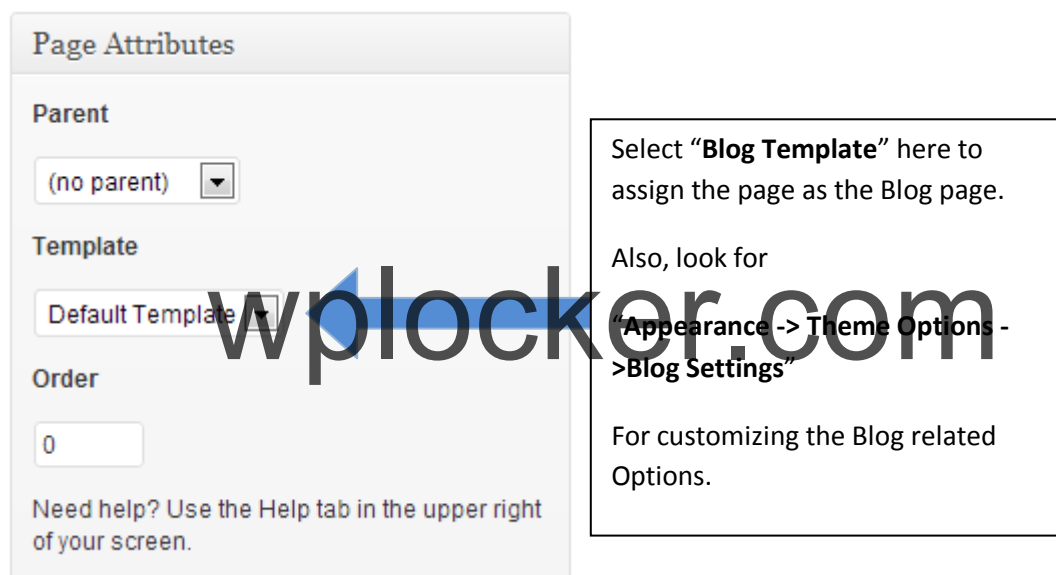 Page Attributes
Parent
(no parent)
Template
Default Template
Order
0
Need help? Use the Help tab in the upper right
of your screen.
Select “Blog Template” here to
assign the page as the Blog page.
Also, look for
“Appearance -> Theme Options -
>Blog Settings”
For customizing the Blog related
Options.
wplocker.com